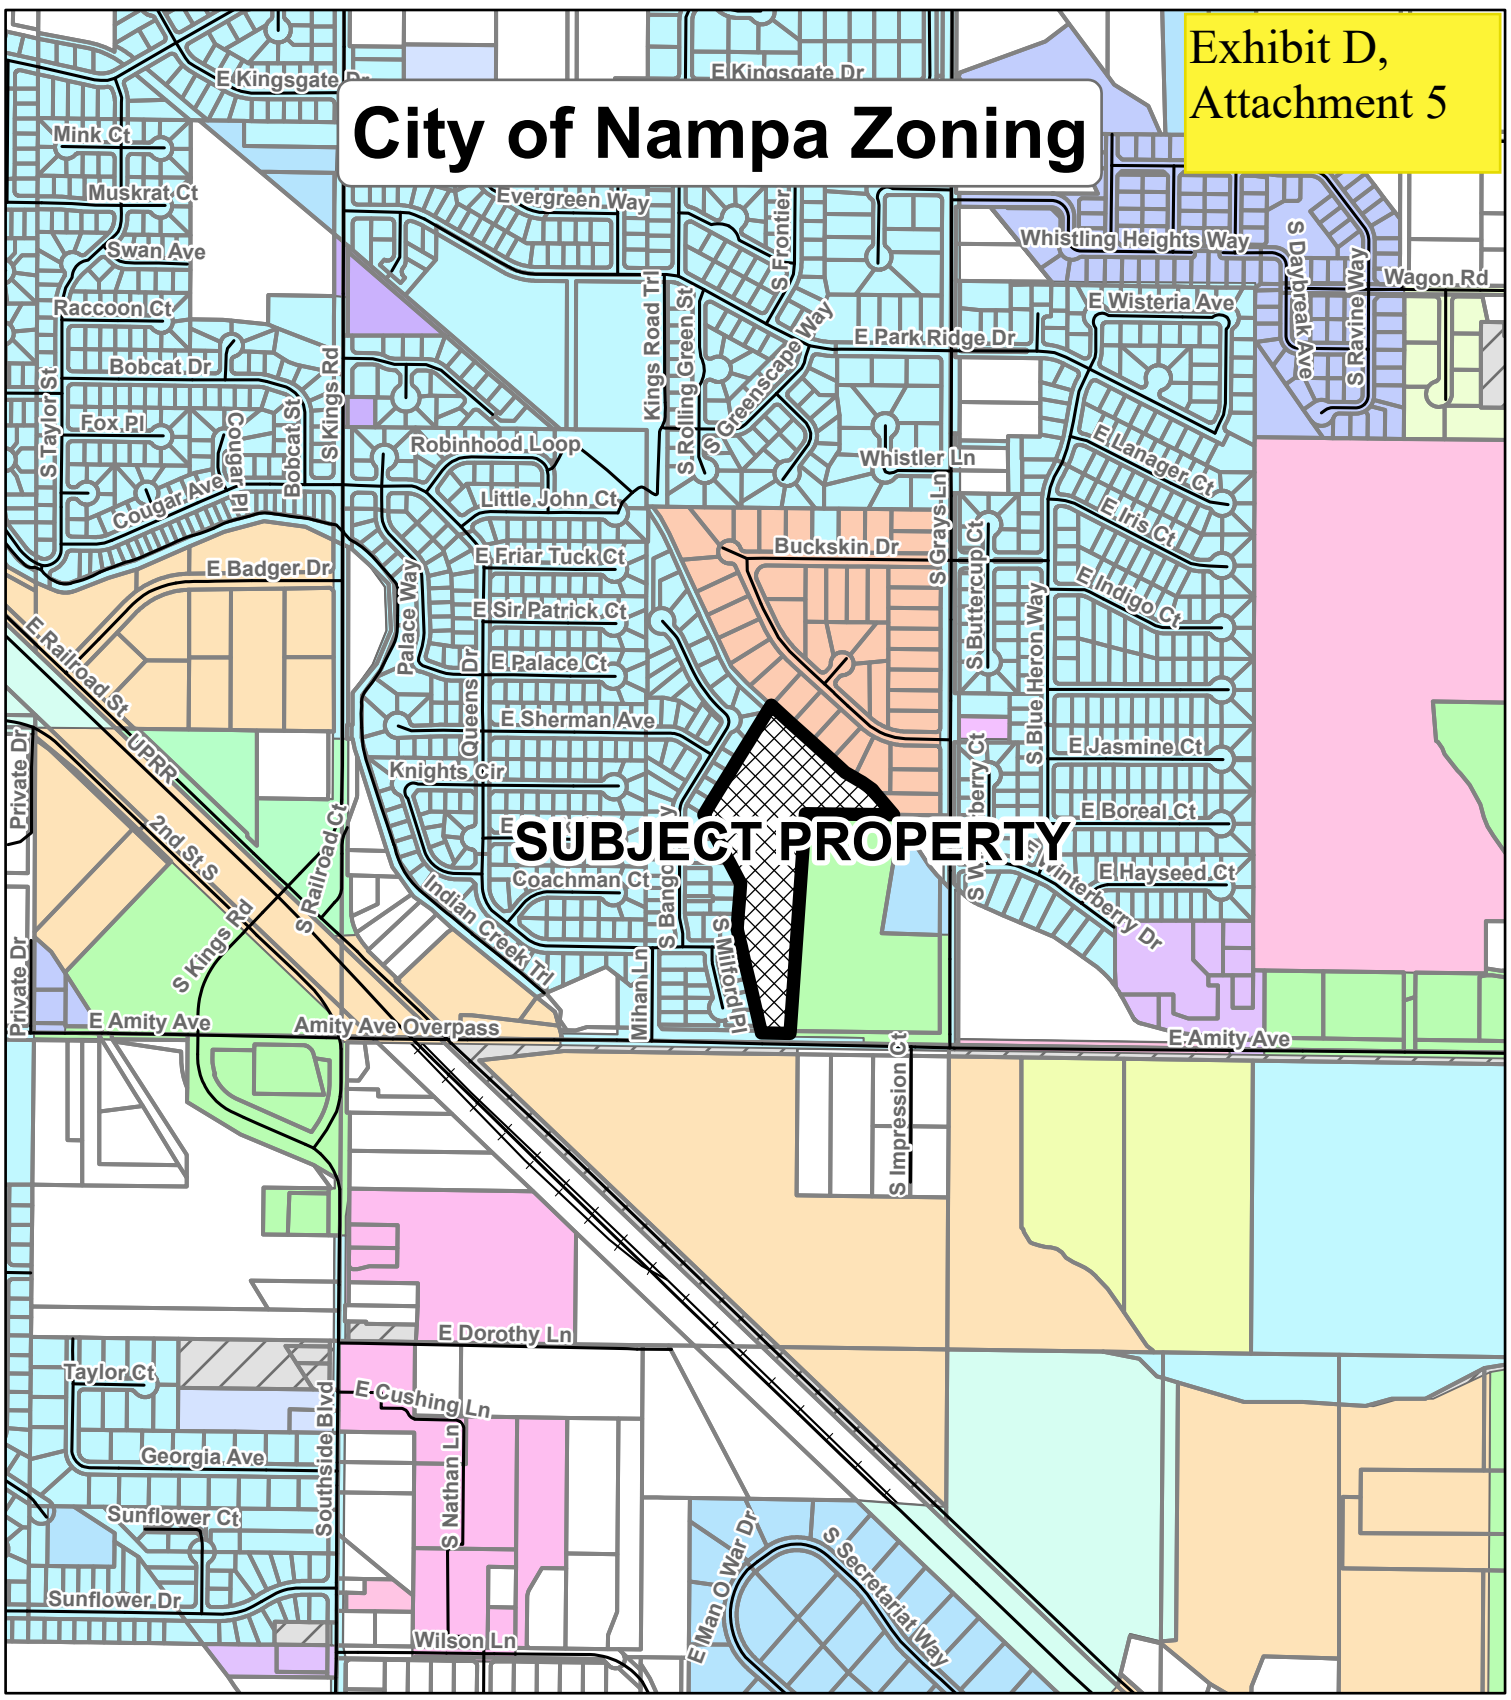 Exhibit D,
Attachment 5
City of Nampa Zoning
E Kingsgate Dr
E Kingsgate Dr
Mink Ct
Muskrat Ct
Swan Ave
Raccoon Ct
Bobcat Dr
Fox Pl
S Taylor St
Cougar Ave
Cougar Pl
Bobcat St
S Kings Rd
Evergreen Way
S Frontier
Kings Road Trl
S Rolling Green St
S Greenscape Way
E Park Ridge Dr
Whistling Heights Way
S Daybreak Ave
S Ravine Way
Wagon Rd
E Wisteria Ave
Robinhood Loop
Little John Ct
Whistler Ln
E Lanager Ct
E Iris Ct
E Indigo Ct
S Grays Ln
S Buttercup Ct
S Blue Heron Way
Buckskin Dr
E Friar Tuck Ct
E Sir Patrick Ct
E Palace Ct
E Sherman Ave
Palace Way
Queens Dr
Knights Cir
E Badger Dr
E Railroad St
UPRR
2nd St S
Private Dr
Private Dr
S Railroad Ct
S Kings Rd
E Jasmine Ct
E Boreal Ct
E Hayseed Ct
SUBJECT PROPERTY
Coachman Ct
Indian Creek Trl
Mihan Ln
S Milford Pl
E Amity Ave
Amity Ave Overpass
E Amity Ave
S Impression Ct
E Dorothy Ln
E Cushing Ln
S Nathan Ln
Southside Blvd
Taylor Ct
Georgia Ave
Sunflower Ct
Sunflower Dr
Wilson Ln
E Man O War Dr
S Secretariat Way